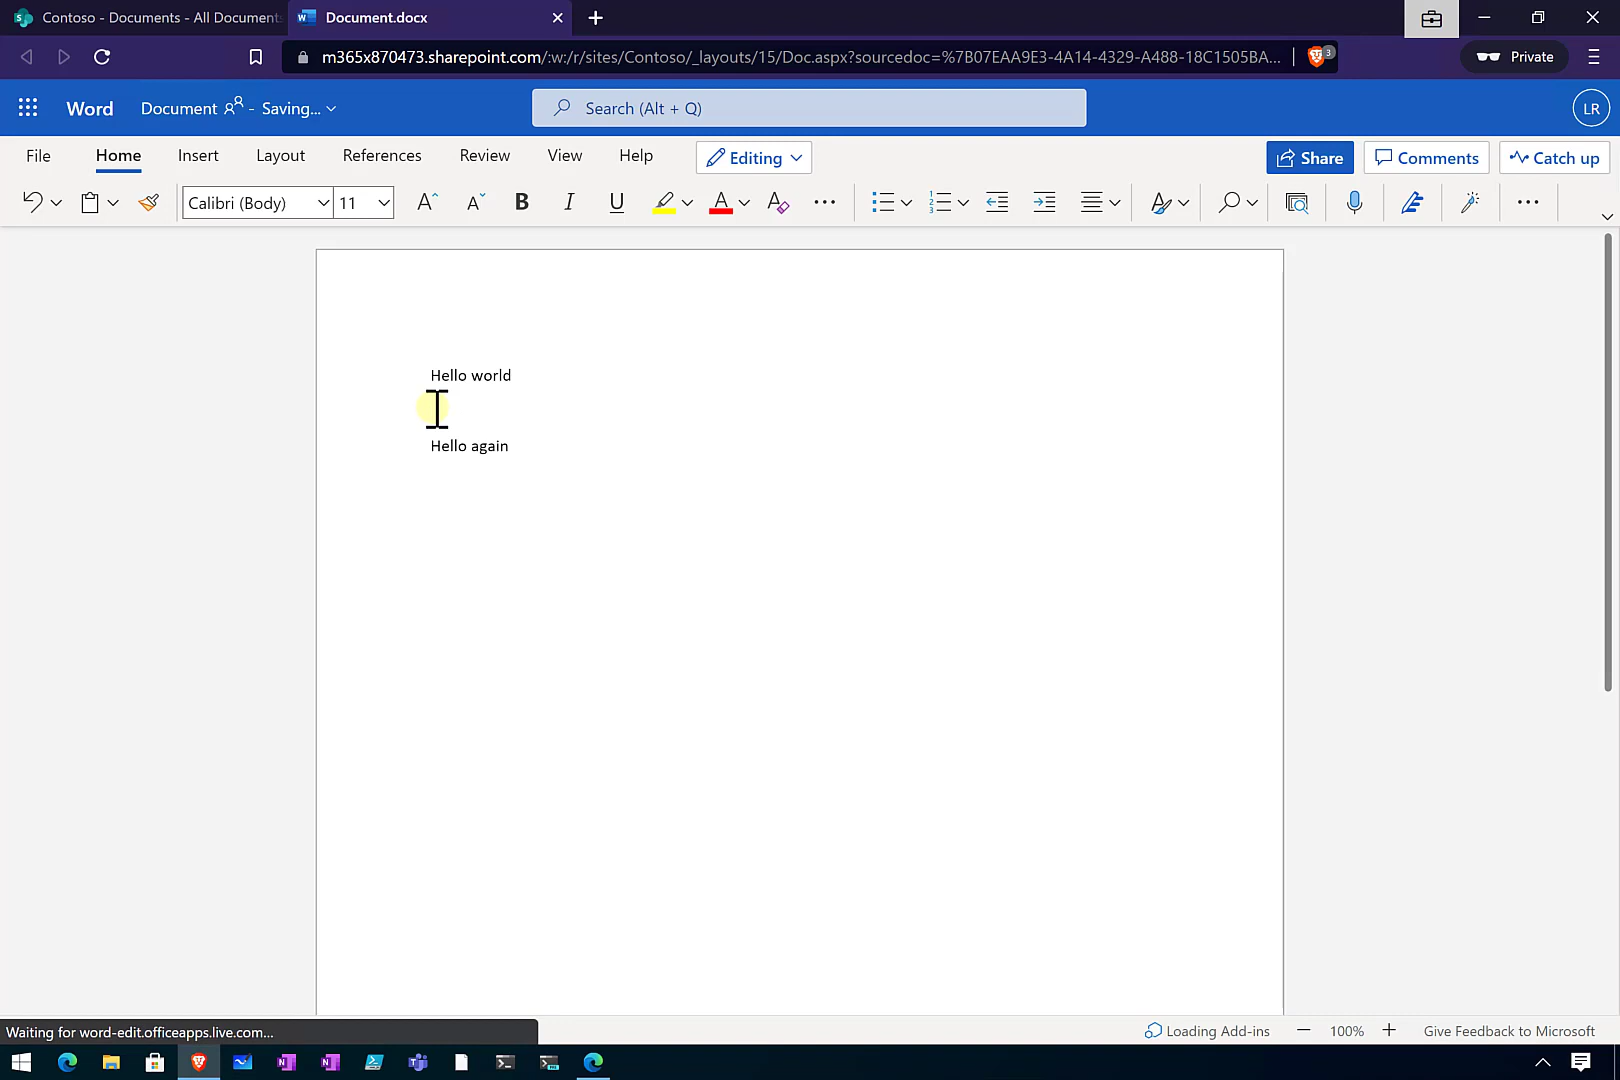 Contoso - Documents - All Document
Document.docx
m365x870473.sharepoint.com/:w:/r/sites/Contoso/_layouts/15/Doc.aspx?sourcedoc=%7B07EAA9E3-4A14-4329-A488-18C1505BA...
3
Private
Word
Document - Saving...
Search (Alt + Q)
LR
File
Home
Insert
Layout
References
Review
View
Help
Editing
Share
Comments
Catch up
Calibri (Body)
11
A
A
B
I
U
A
A
Hello world
Hello again
Waiting for word-edit.officeapps.live.com...
Loading Add-ins
100%
Give Feedback to Microsoft